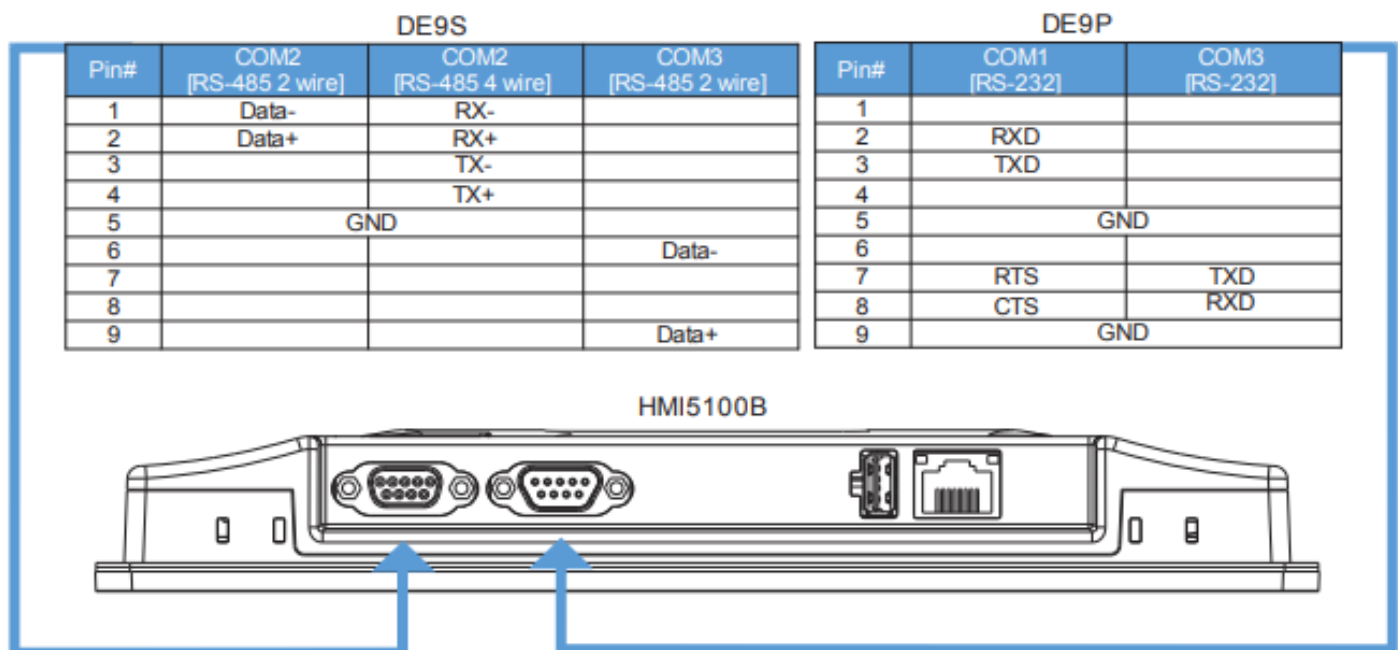 DE9S
Pin# COM2 [RS-485 2 wire] COM2 [RS-485 4 wire] COM3 [RS-485 2 wire]
1 Data- RX-
2 Data+ RX+
3 TX-
4 TX+
5 GND
6 Data-
7
8
9 Data+
DE9P
Pin# COM1 [RS-232] COM3 [RS-232]
1
2 RXD
3 TXD
4
5 GND
6
7 RTS TXD
8 CTS RXD
9 GND
HMI5100B